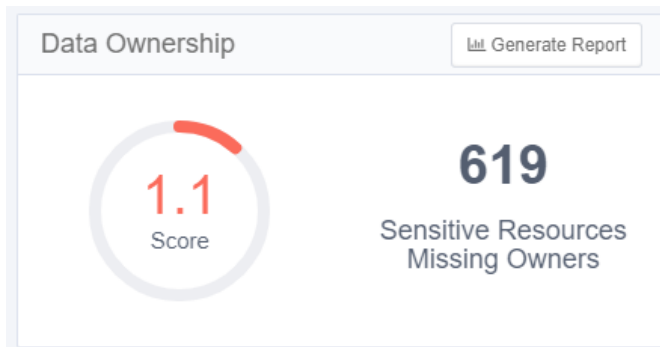 Data Ownership
Generate Report
1.1
Score
619
Sensitive Resources
Missing Owners